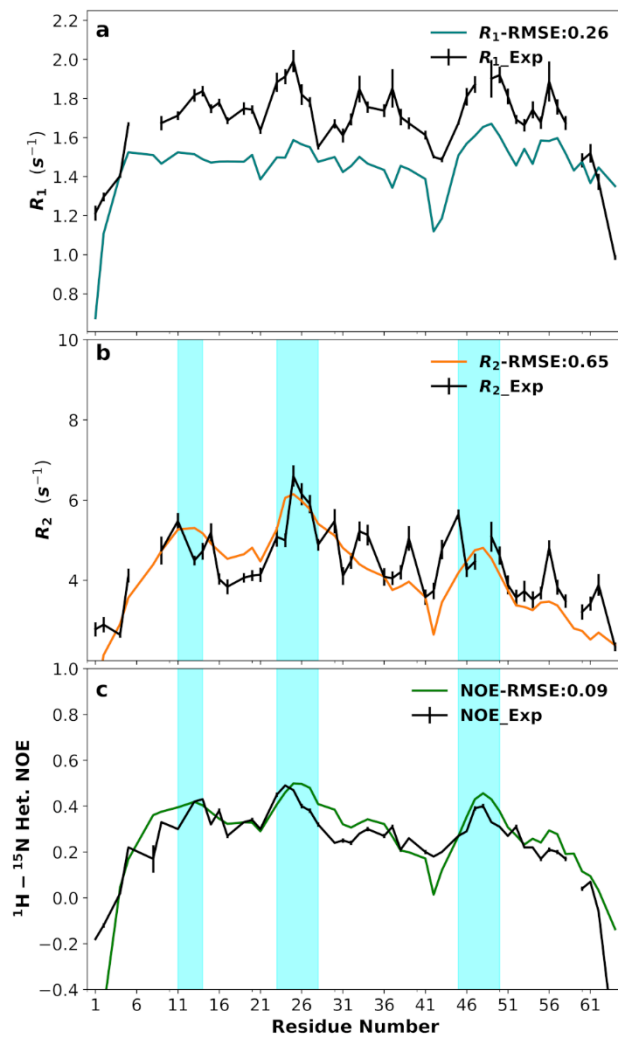 a
R₁-RMSE:0.26
R₁_Exp
2.2
2.0
1.8
1.6
1.4
1.2
1.0
0.8
R₁ (s⁻¹)
b
R₂-RMSE:0.65
R₂_Exp
10
8
6
4
R₂ (s⁻¹)
c
NOE-RMSE:0.09
NOE_Exp
1.0
0.8
0.6
0.4
0.2
0.0
−0.2
−0.4
¹H − ¹⁵N Het. NOE
1 6 11 16 21 26 31 36 41 46 51 56 61
Residue Number